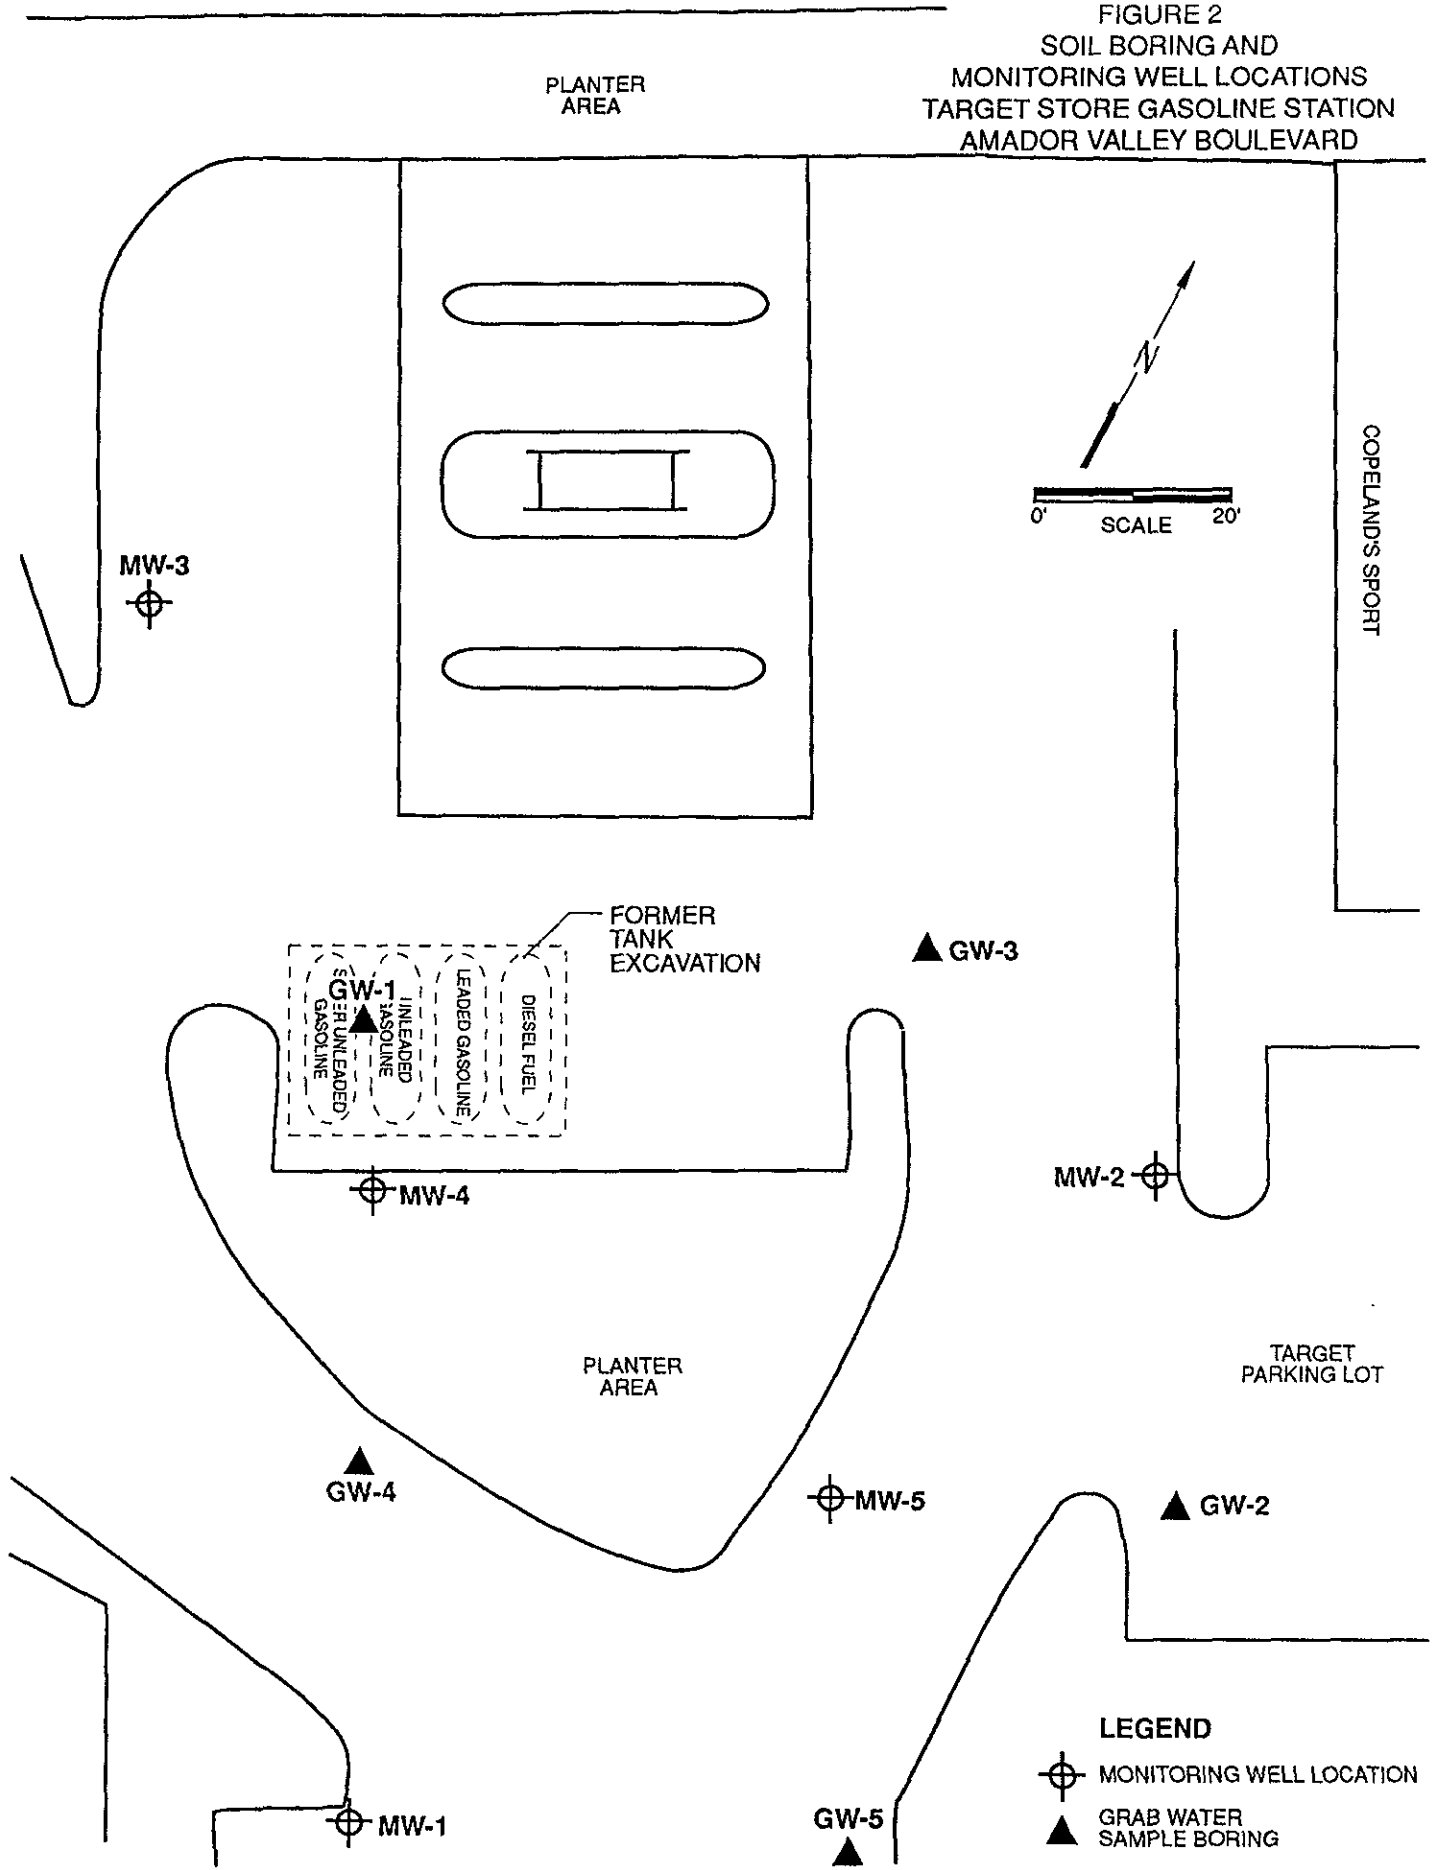 FIGURE 2
SOIL BORING AND
MONITORING WELL LOCATIONS
TARGET STORE GASOLINE STATION
AMADOR VALLEY BOULEVARD
PLANTER
AREA
N
0'
20'
SCALE
COPELAND'S SPORT
MW-3
FORMER
TANK
EXCAVATION
GW-3
GW-1
UNLEADED
GASOLINE
GASOLINE
LEADED GASOLINE
DIESEL FUEL
MW-4
MW-2
PLANTER
AREA
TARGET
PARKING LOT
GW-4
MW-5
GW-2
LEGEND
MONITORING WELL LOCATION
GRAB WATER
SAMPLE BORING
MW-1
GW-5